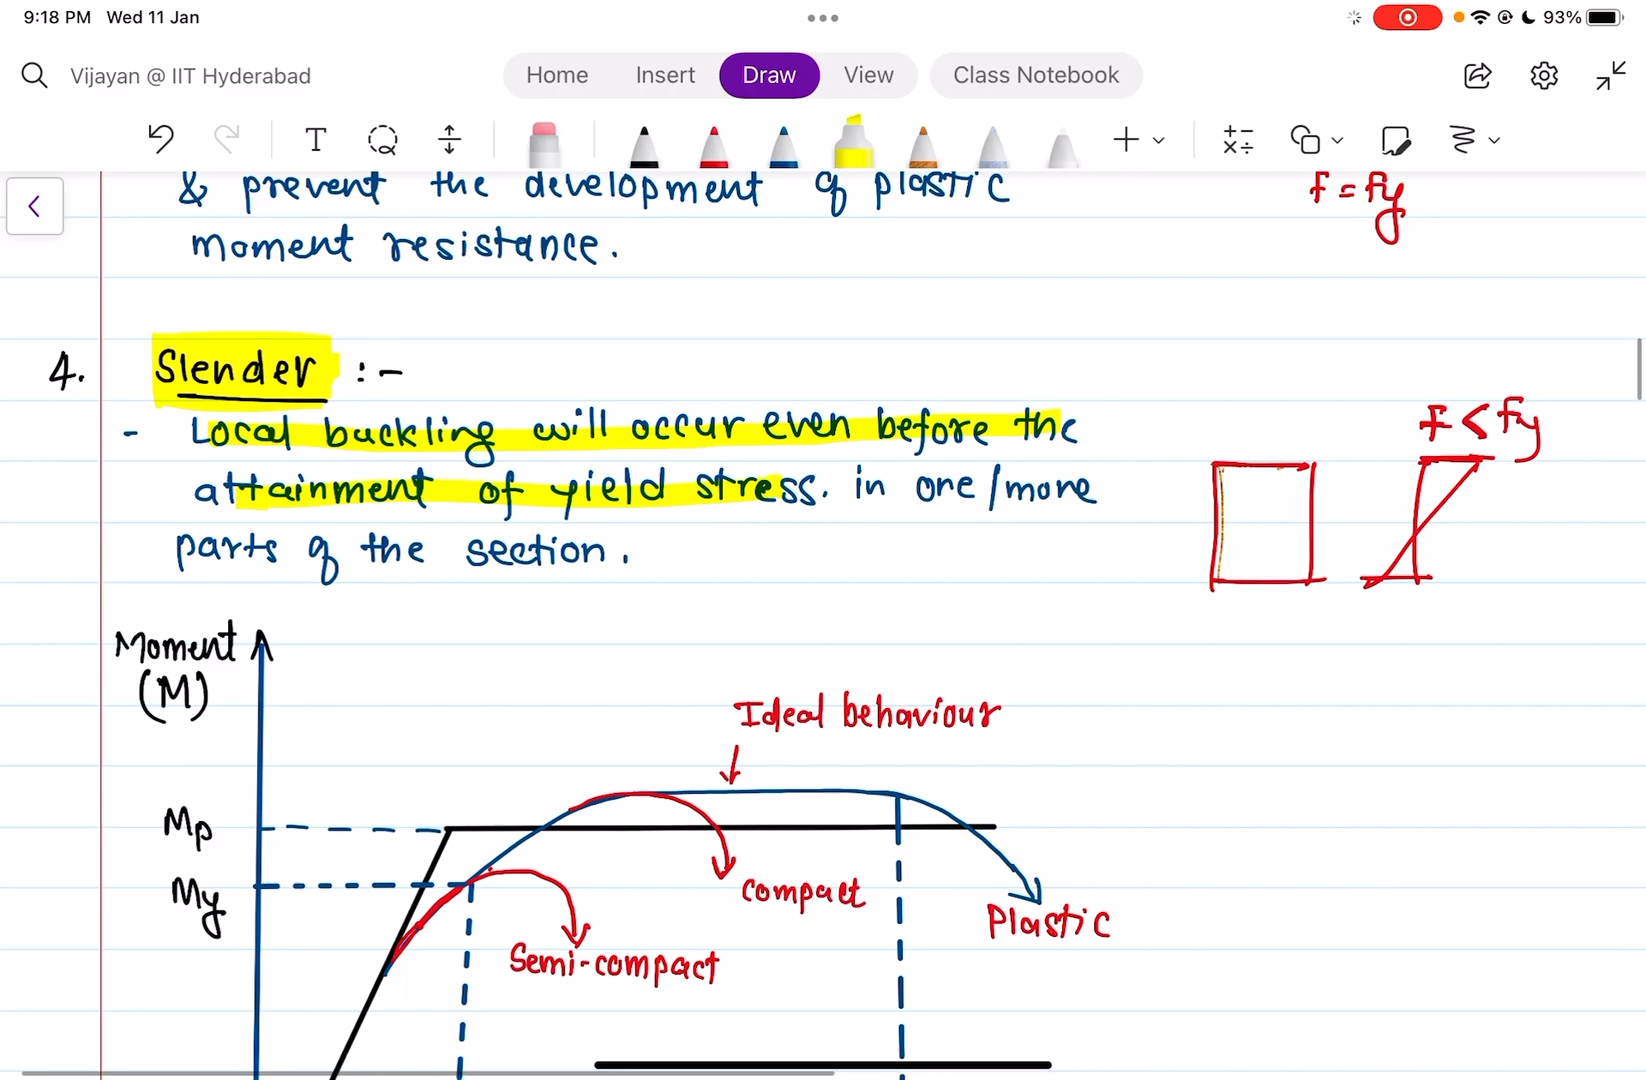 9:18 PM Wed 11 Jan
93%
Vijayan @ IIT Hyderabad
Home Insert Draw View Class Notebook
& prevent the development of plastic
moment resistance.
f = fy
4. Slender :-
- Local buckling will occur even before the
attainment of yield stress. in one/more
parts of the section.
f < fy
Moment
(M)
Ideal behaviour
Mp
My
compact
Plastic
Semi-compact